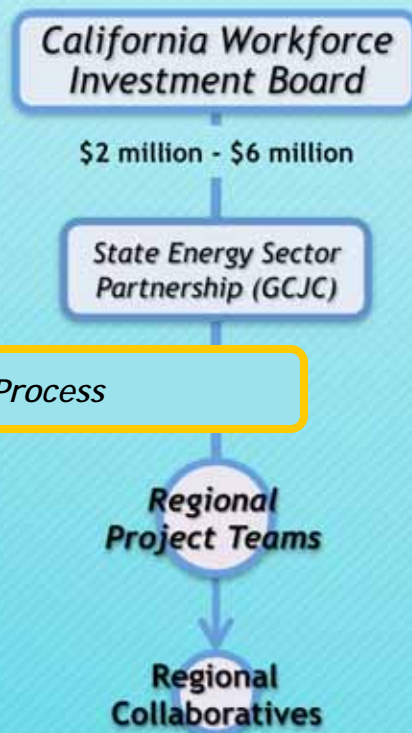 California Workforce
Investment Board
$2 million - $6 million
State Energy Sector
Partnership (GCJC)
Process
Regional
Project Teams
Regional
Collaboratives